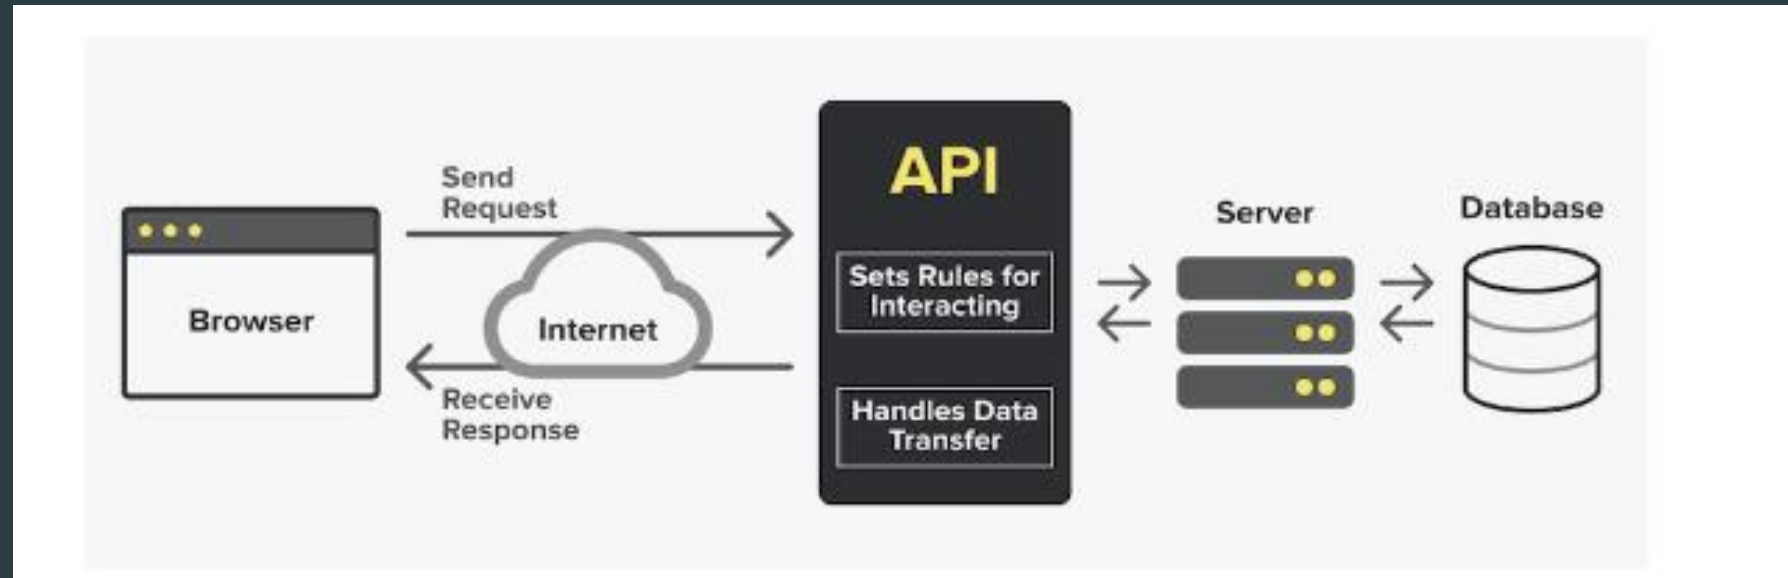 Send
Request
Browser
Internet
Receive
Response
API
Sets Rules for
Interacting
Handles Data
Transfer
Server
Database